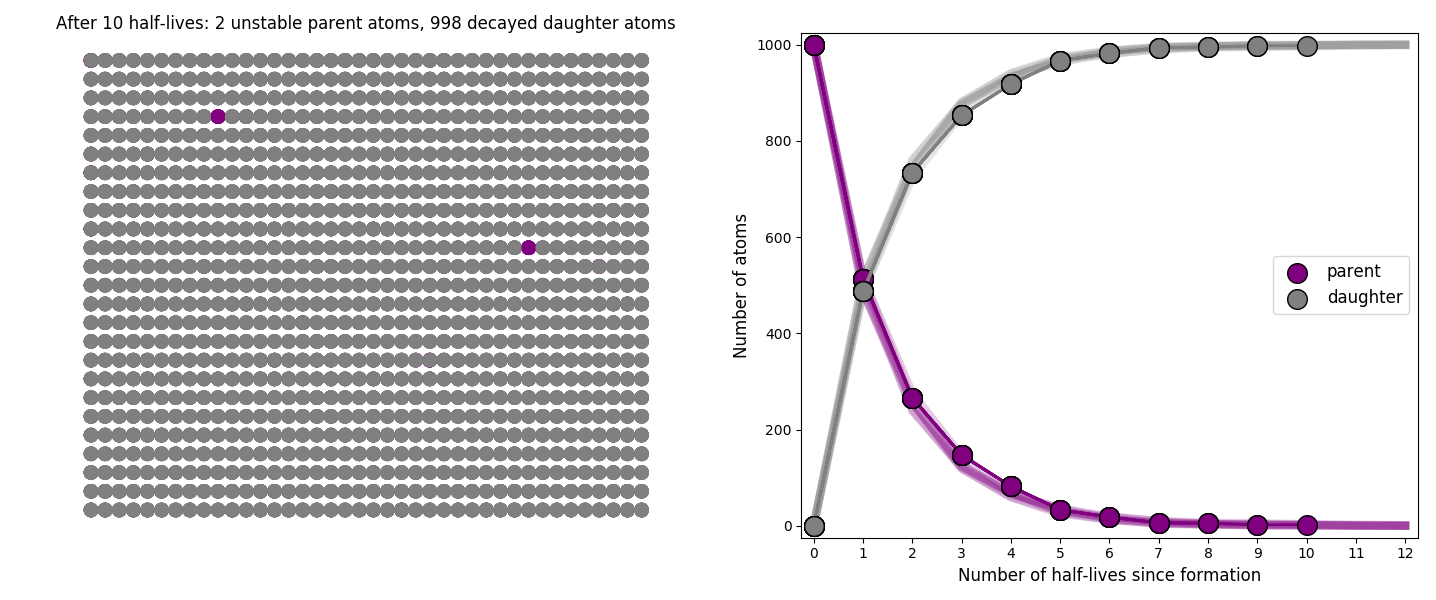 After 10 half-lives: 2 unstable parent atoms, 998 decayed daughter atoms
1000
800
600
400
200
0
Number of atoms
parent
daughter
0 1 2 3 4 5 6 7 8 9 10 11 12
Number of half-lives since formation